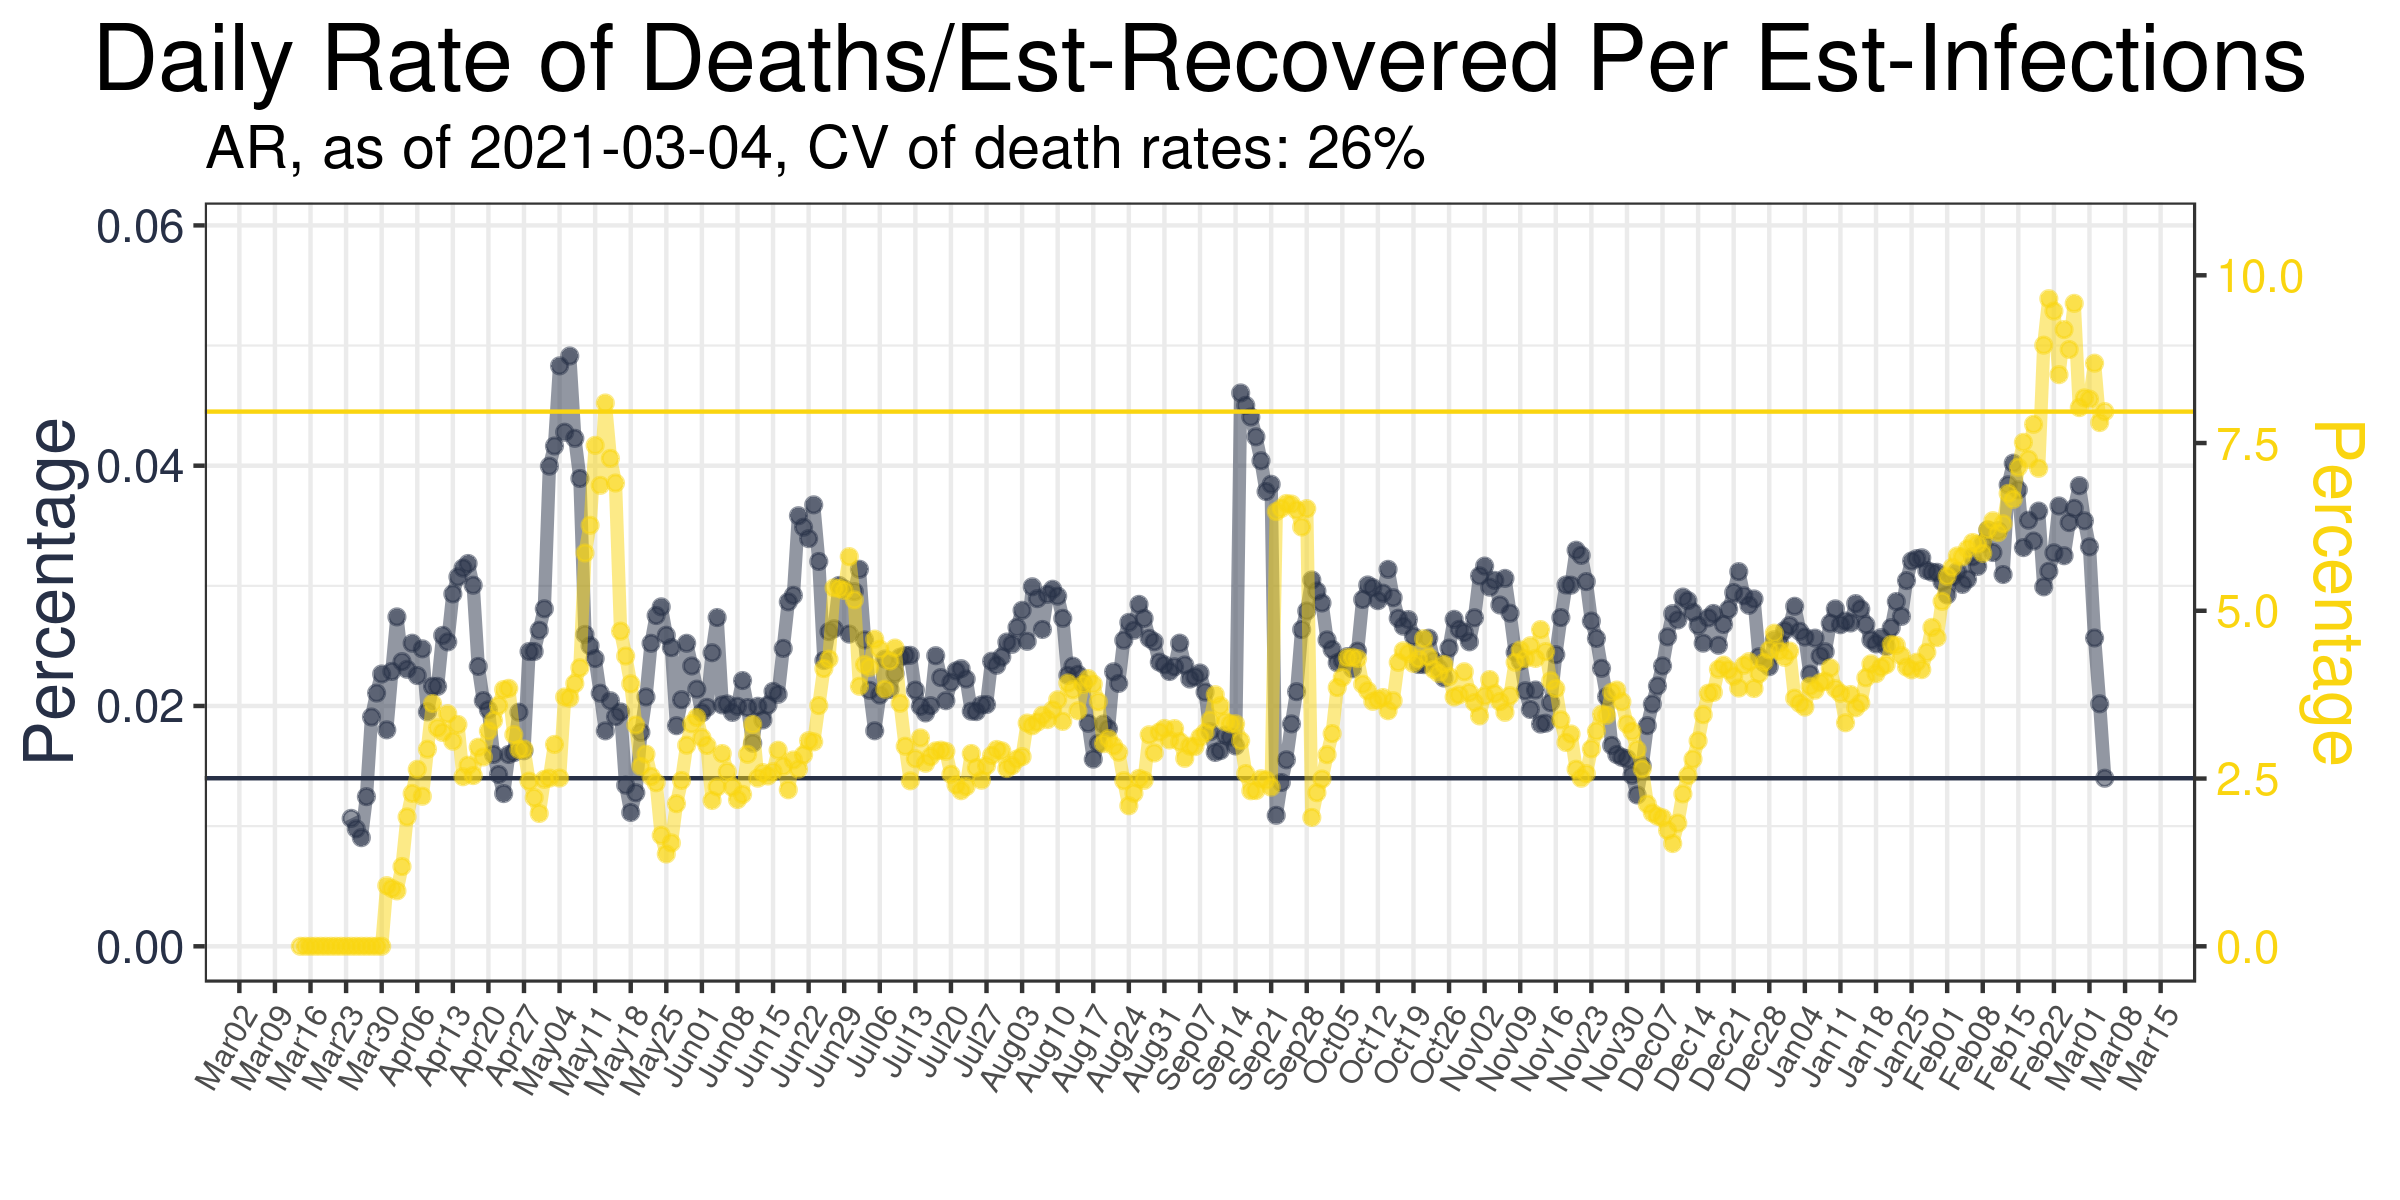 Daily Rate of Deaths/Est-Recovered Per Est-Infections
AR, as of 2021-03-04, CV of death rates: 26%
Percentage
0.06
0.04
0.02
0.00
10.0
7.5
5.0
2.5
0.0
Percentage
Mar02
Mar09
Mar16
Mar23
Mar30
Apr06
Apr13
Apr20
Apr27
May04
May11
May18
May25
Jun01
Jun08
Jun15
Jun22
Jun29
Jul06
Jul13
Jul20
Jul27
Aug03
Aug10
Aug17
Aug24
Aug31
Sep07
Sep14
Sep21
Sep28
Oct05
Oct12
Oct19
Oct26
Nov02
Nov09
Nov16
Nov23
Nov30
Dec07
Dec14
Dec21
Dec28
Jan04
Jan11
Jan18
Jan25
Feb01
Feb08
Feb15
Feb22
Mar01
Mar08
Mar15